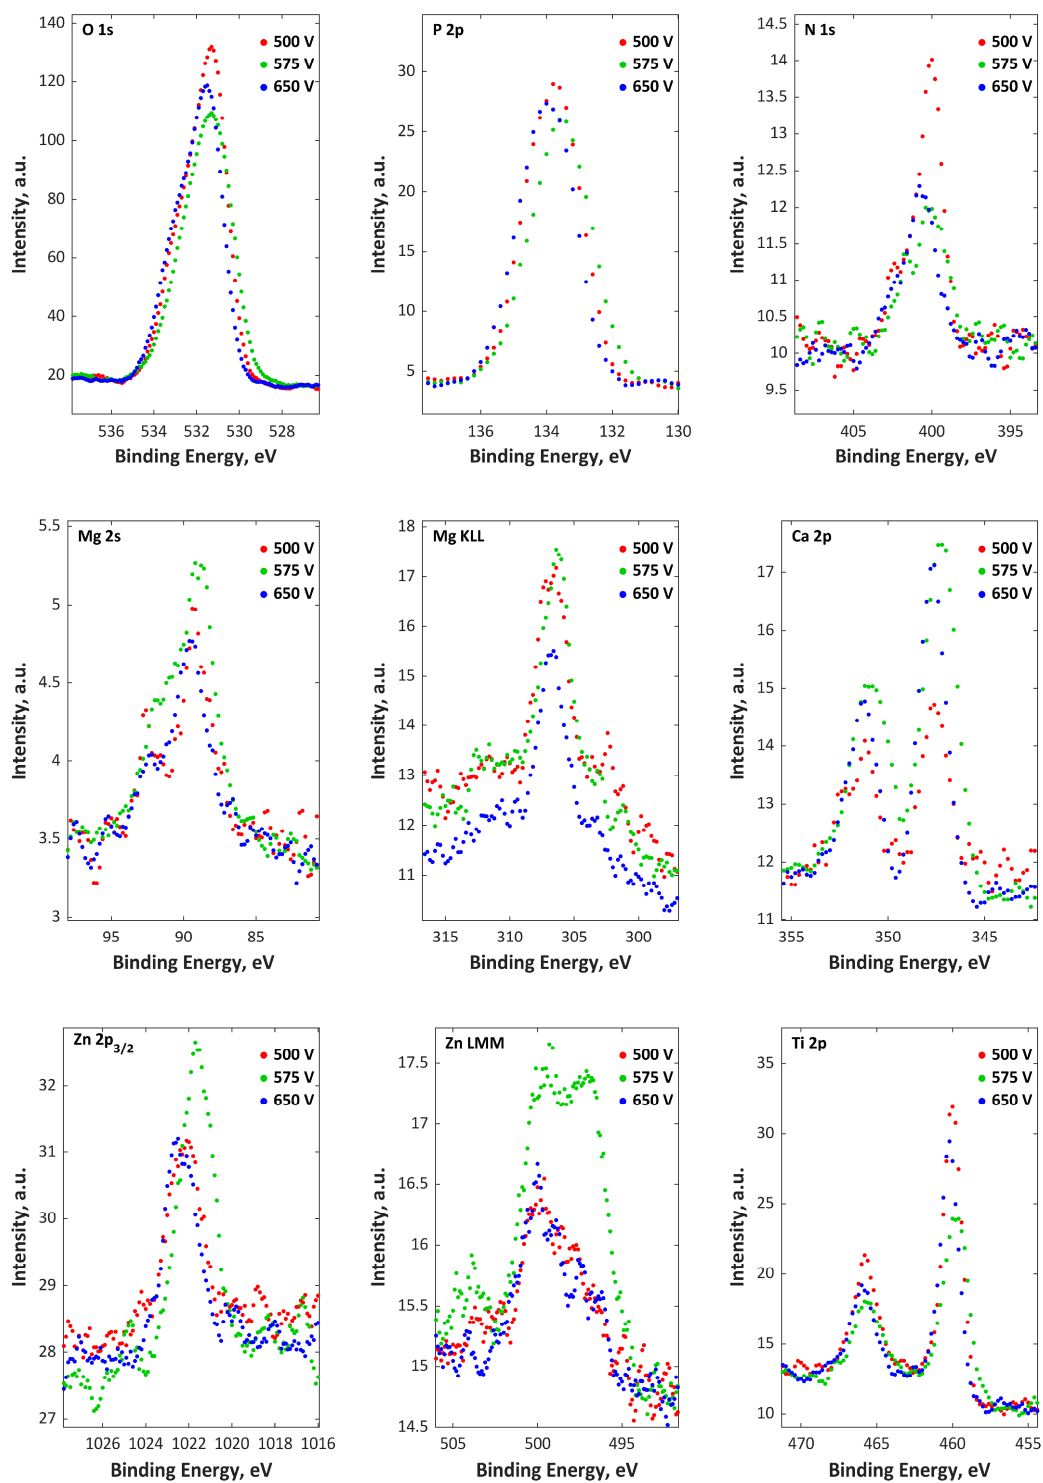 O 1s
500 V
575 V
650 V
140
120
100
80
60
40
20
Intensity, a.u.
536 534 532 530 528
Binding Energy, eV
P 2p
500 V
575 V
650 V
30
25
20
15
10
5
Intensity, a.u.
136 134 132 130
Binding Energy, eV
N 1s
500 V
575 V
650 V
14.5
14
13.5
13
12.5
12
11.5
11
10.5
10
9.5
Intensity, a.u.
405 400 395
Binding Energy, eV
Mg 2s
500 V
575 V
650 V
5.5
5
4.5
4
3.5
3
Intensity, a.u.
95 90 85
Binding Energy, eV
Mg KLL
500 V
575 V
650 V
18
17
16
15
14
13
12
11
Intensity, a.u.
315 310 305 300
Binding Energy, eV
Ca 2p
500 V
575 V
650 V
17
16
15
14
13
12
11
Intensity, a.u.
355 350 345
Binding Energy, eV
Zn 2p3/2
500 V
575 V
650 V
32
31
30
29
28
27
Intensity, a.u.
1026 1024 1022 1020 1018 1016
Binding Energy, eV
Zn LMM
500 V
575 V
650 V
17.5
17
16.5
16
15.5
15
14.5
Intensity, a.u.
505 500 495
Binding Energy, eV
Ti 2p
500 V
575 V
650 V
35
30
25
20
15
10
Intensity, a.u.
470 465 460 455
Binding Energy, eV